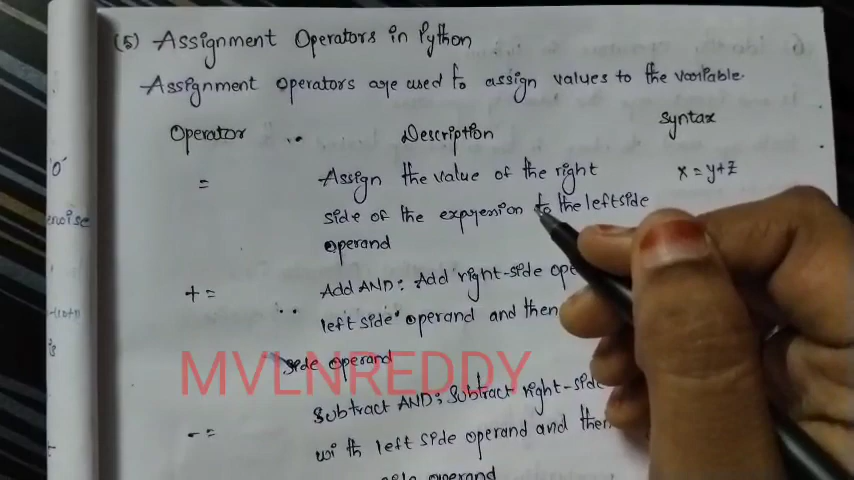 (5) Assignment Operators in Python
Assignment operators are used to assign values to the variable.
Operator Description Syntax
= Assign the value of the right x = y+z
side of the expression to the leftside
operand
+= Add AND: Add right-side ope
left side operand and then
side operand
MVLNREDDY
Subtract AND: Subtract right-side
-= with left side operand and then
side operand